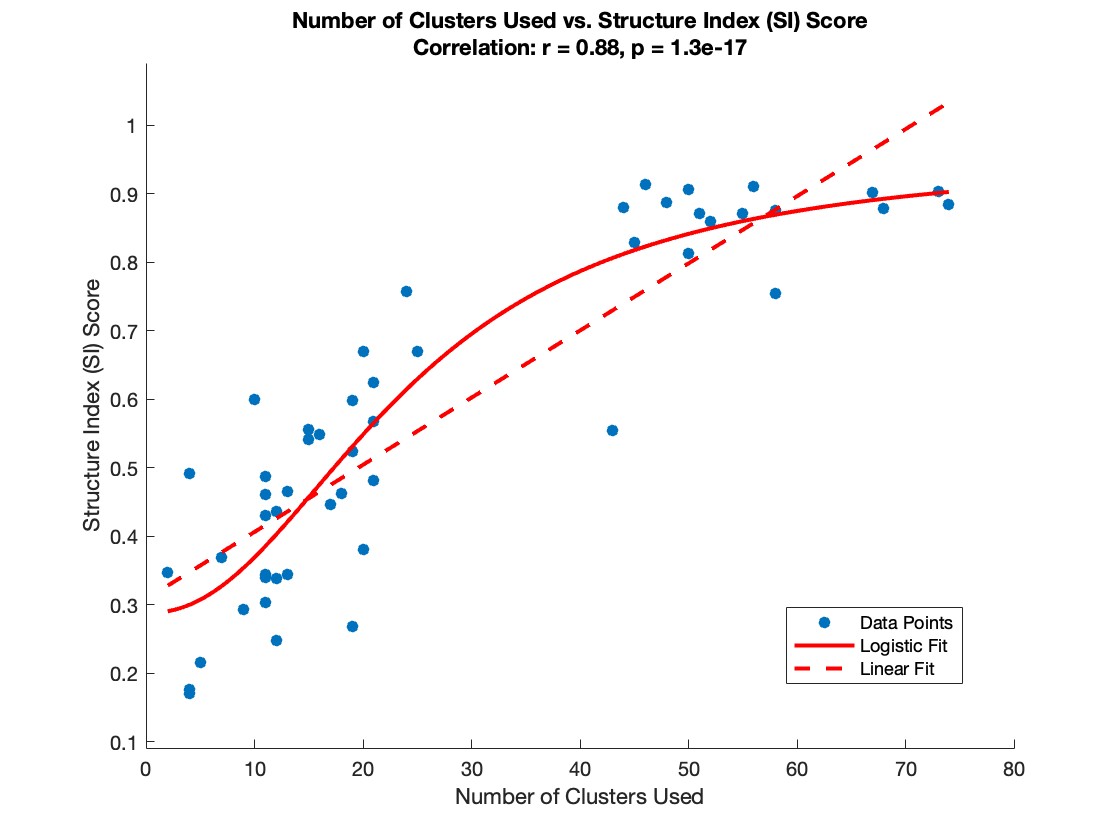 Number of Clusters Used vs. Structure Index (SI) Score
Correlation: r = 0.88, p = 1.3e-17
1
0.9
0.8
0.7
0.6
0.5
0.4
0.3
0.2
0.1
Structure Index (SI) Score
Data Points
Logistic Fit
Linear Fit
0 10 20 30 40 50 60 70 80
Number of Clusters Used